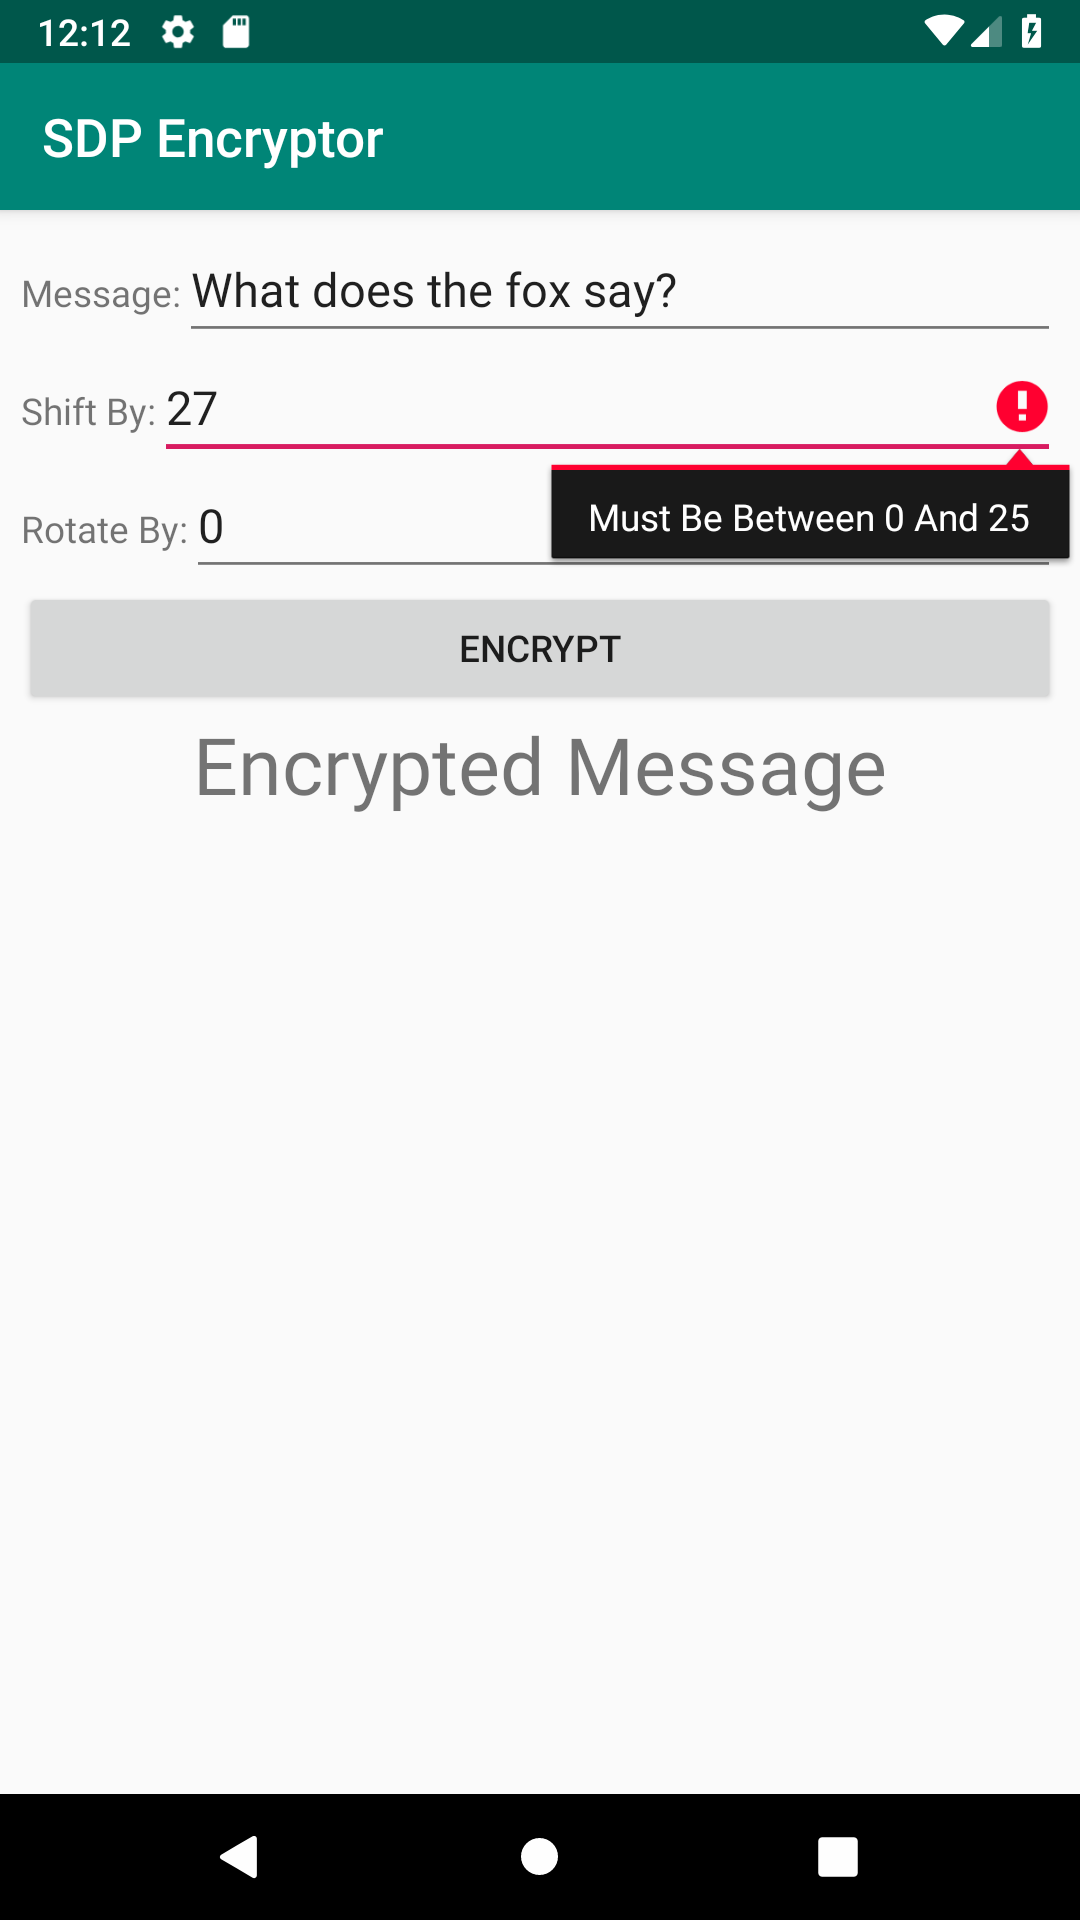 12:12
SDP Encryptor
Message: What does the fox say?
Shift By: 27
Must Be Between 0 And 25
Rotate By: 0
ENCRYPT
Encrypted Message